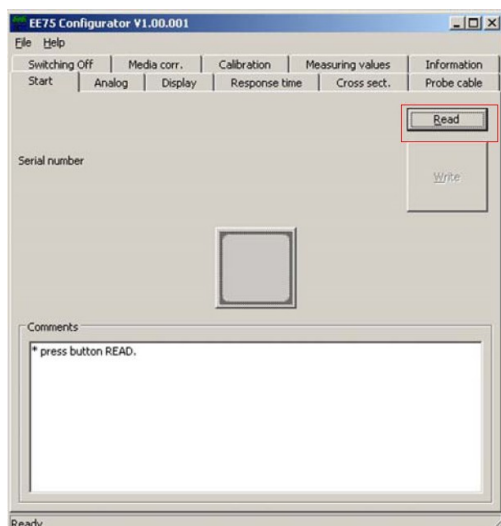 EE75 Configurator V1.00.001
File Help
Switching Off Media corr. Calibration Measuring values Information
Start Analog Display Response time Cross sect. Probe cable
Read
Serial number
Write
Comments
* press button READ.
Ready